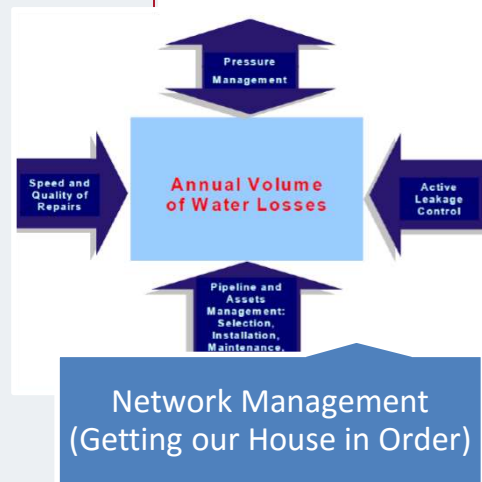 Pressure
Management
Speed and
Quality of
Repairs
Annual Volume
of Water Losses
Active
Leakage
Control
Pipeline and
Assets
Management:
Selection,
Installation,
Maintenance,
Network Management
(Getting our House in Order)